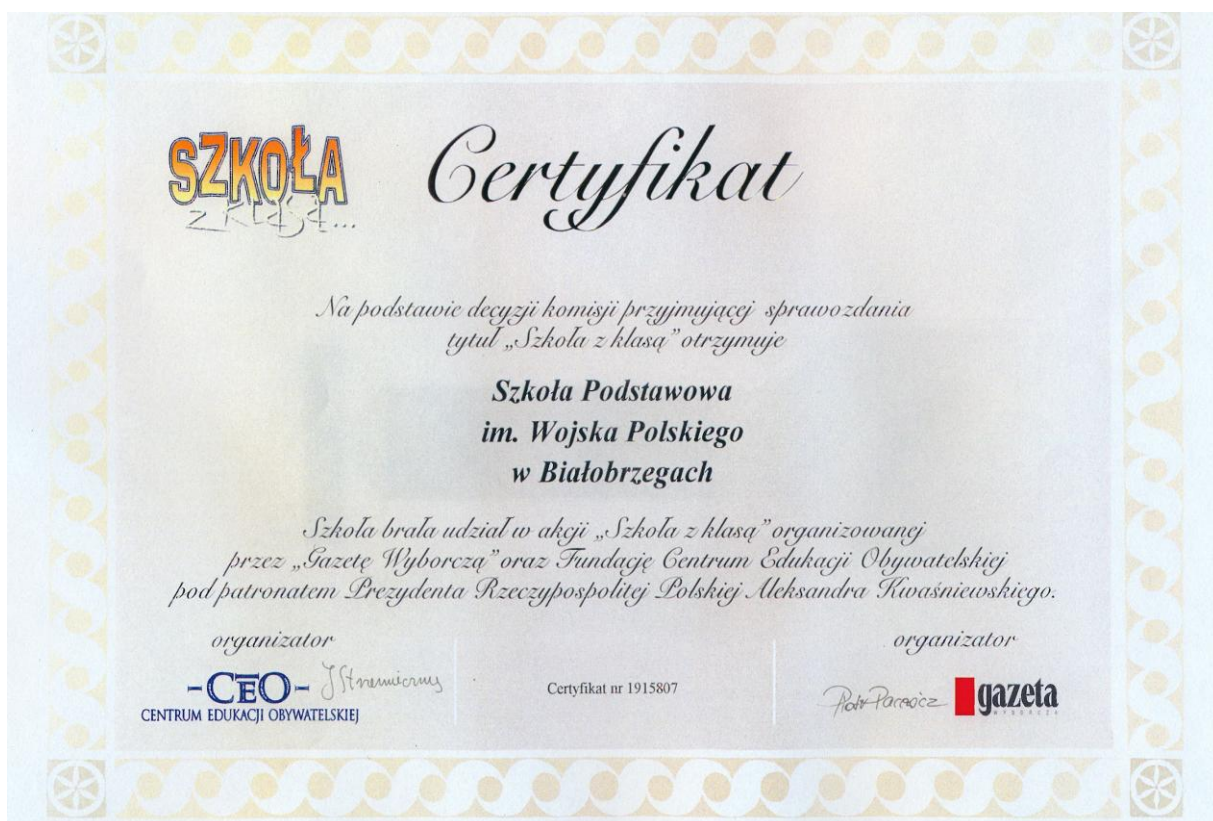 SZKOŁA
z klasą...
Certyfikat
Na podstawie decyzji komisji przyjmującej sprawozdania
tytuł „Szkoła z klasą” otrzymuje
Szkoła Podstawowa
im. Wojska Polskiego
w Białobrzegach
Szkoła brała udział w akcji „Szkoła z klasą” organizowanej
przez „Gazetę Wyborczą” oraz Fundację Centrum Edukacji Obywatelskiej
pod patronatem Prezydenta Rzeczypospolitej Polskiej Aleksandra Kwaśniewskiego.
organizator
organizator
-CEO-
CENTRUM EDUKACJI OBYWATELSKIEJ
Certyfikat nr 1915807
gazeta
WYBORCZA